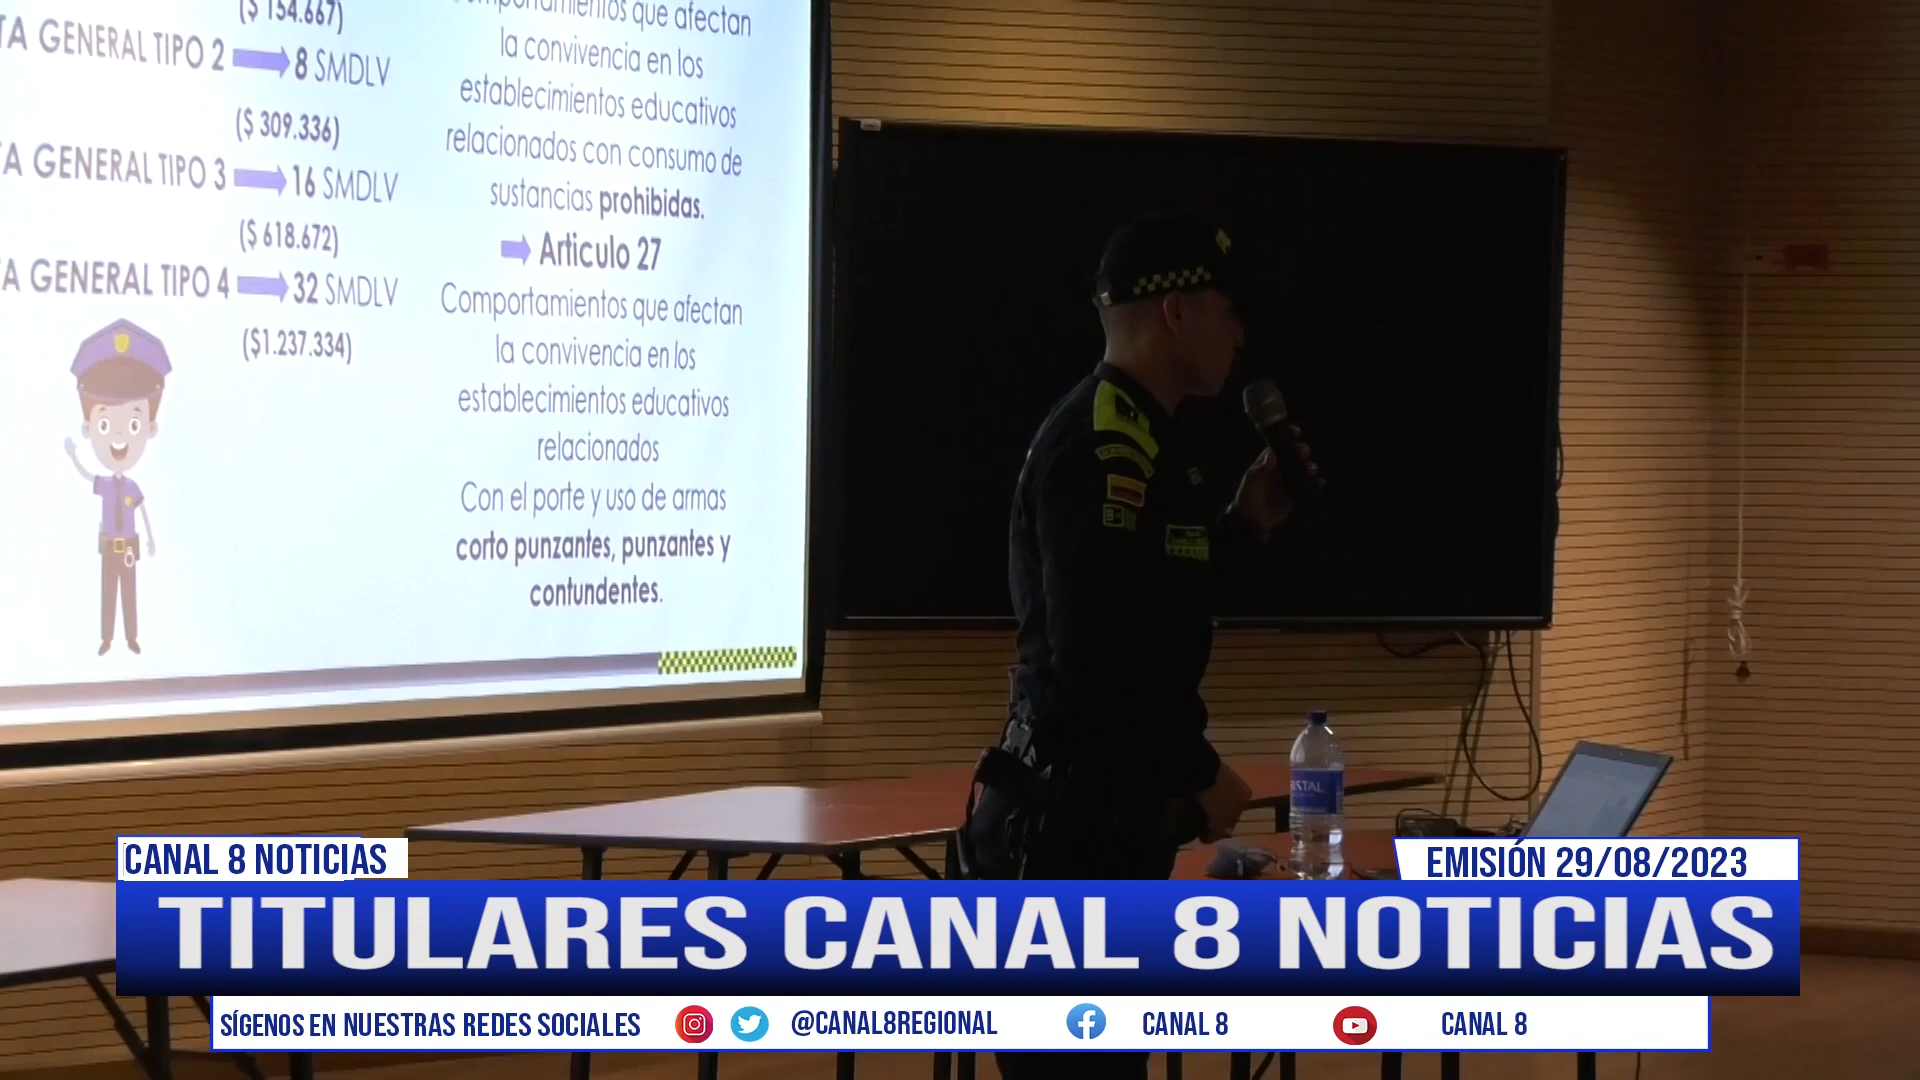 ($ 154.667)
TA GENERAL TIPO 2 8 SMDLV
($ 309.336)
TA GENERAL TIPO 3 16 SMDLV
($ 618.672)
A GENERAL TIPO 4 32 SMDLV
($1.237.334)
Comportamientos que afectan
la convivencia en los
establecimientos educativos
relacionados con consumo de
sustancias prohibidas.
Articulo 27
Comportamientos que afectan
la convivencia en los
establecimientos educativos
relacionados
Con el porte y uso de armas
corto punzantes, punzantes y
contundentes.
CANAL 8 NOTICIAS
EMISIÓN 29/08/2023
TITULARES CANAL 8 NOTICIAS
SÍGENOS EN NUESTRAS REDES SOCIALES @CANAL8REGIONAL CANAL 8 CANAL 8